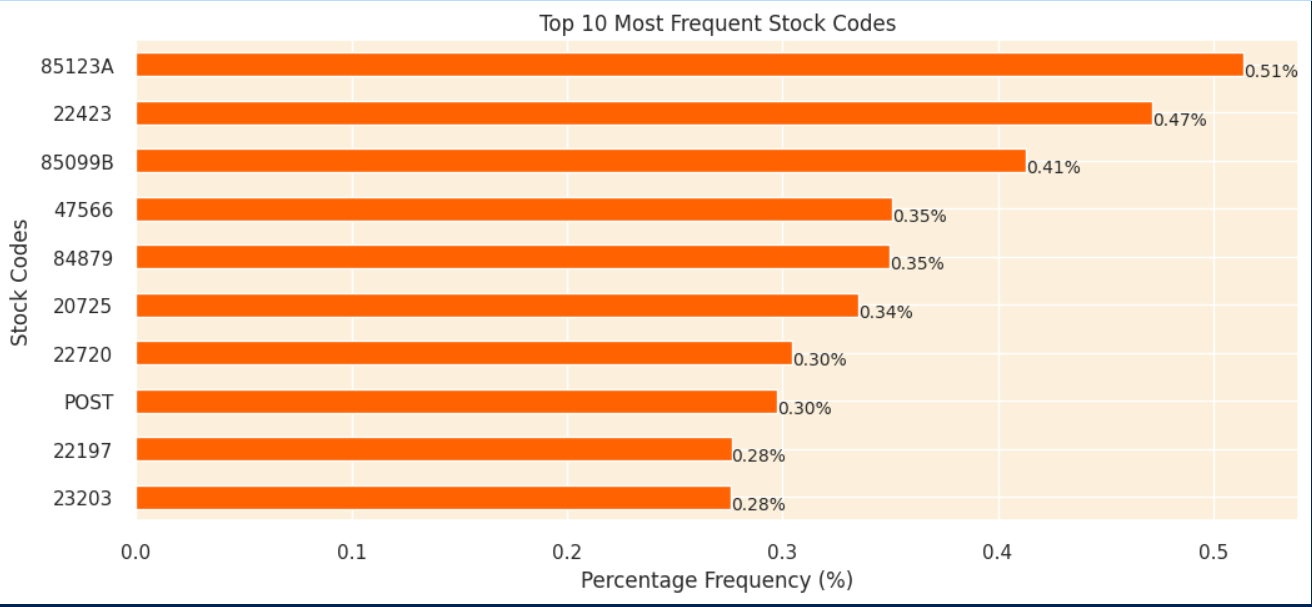 Top 10 Most Frequent Stock Codes
Stock Codes
85123A 0.51%
22423 0.47%
85099B 0.41%
47566 0.35%
84879 0.35%
20725 0.34%
22720 0.30%
POST 0.30%
22197 0.28%
23203 0.28%
0.0 0.1 0.2 0.3 0.4 0.5
Percentage Frequency (%)